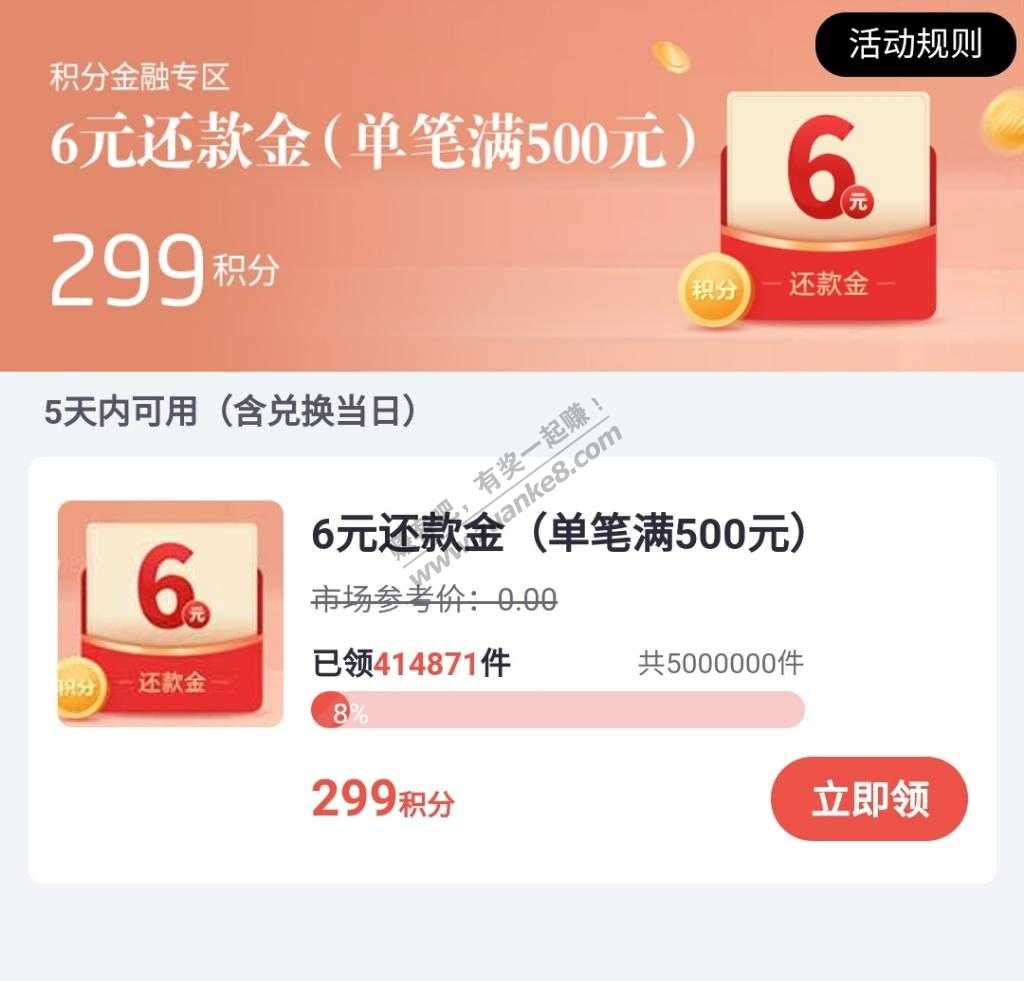 活动规则
积分金融专区
6元还款金（单笔满500元）
299积分
6元
积分
还款金
5天内可用（含兑换当日）
赚客吧，有奖一起赚！
www.zuanke8.com
6元还款金（单笔满500元）
市场参考价：0.00
6元
积分
还款金
已领414871件
共5000000件
8%
299积分
立即领